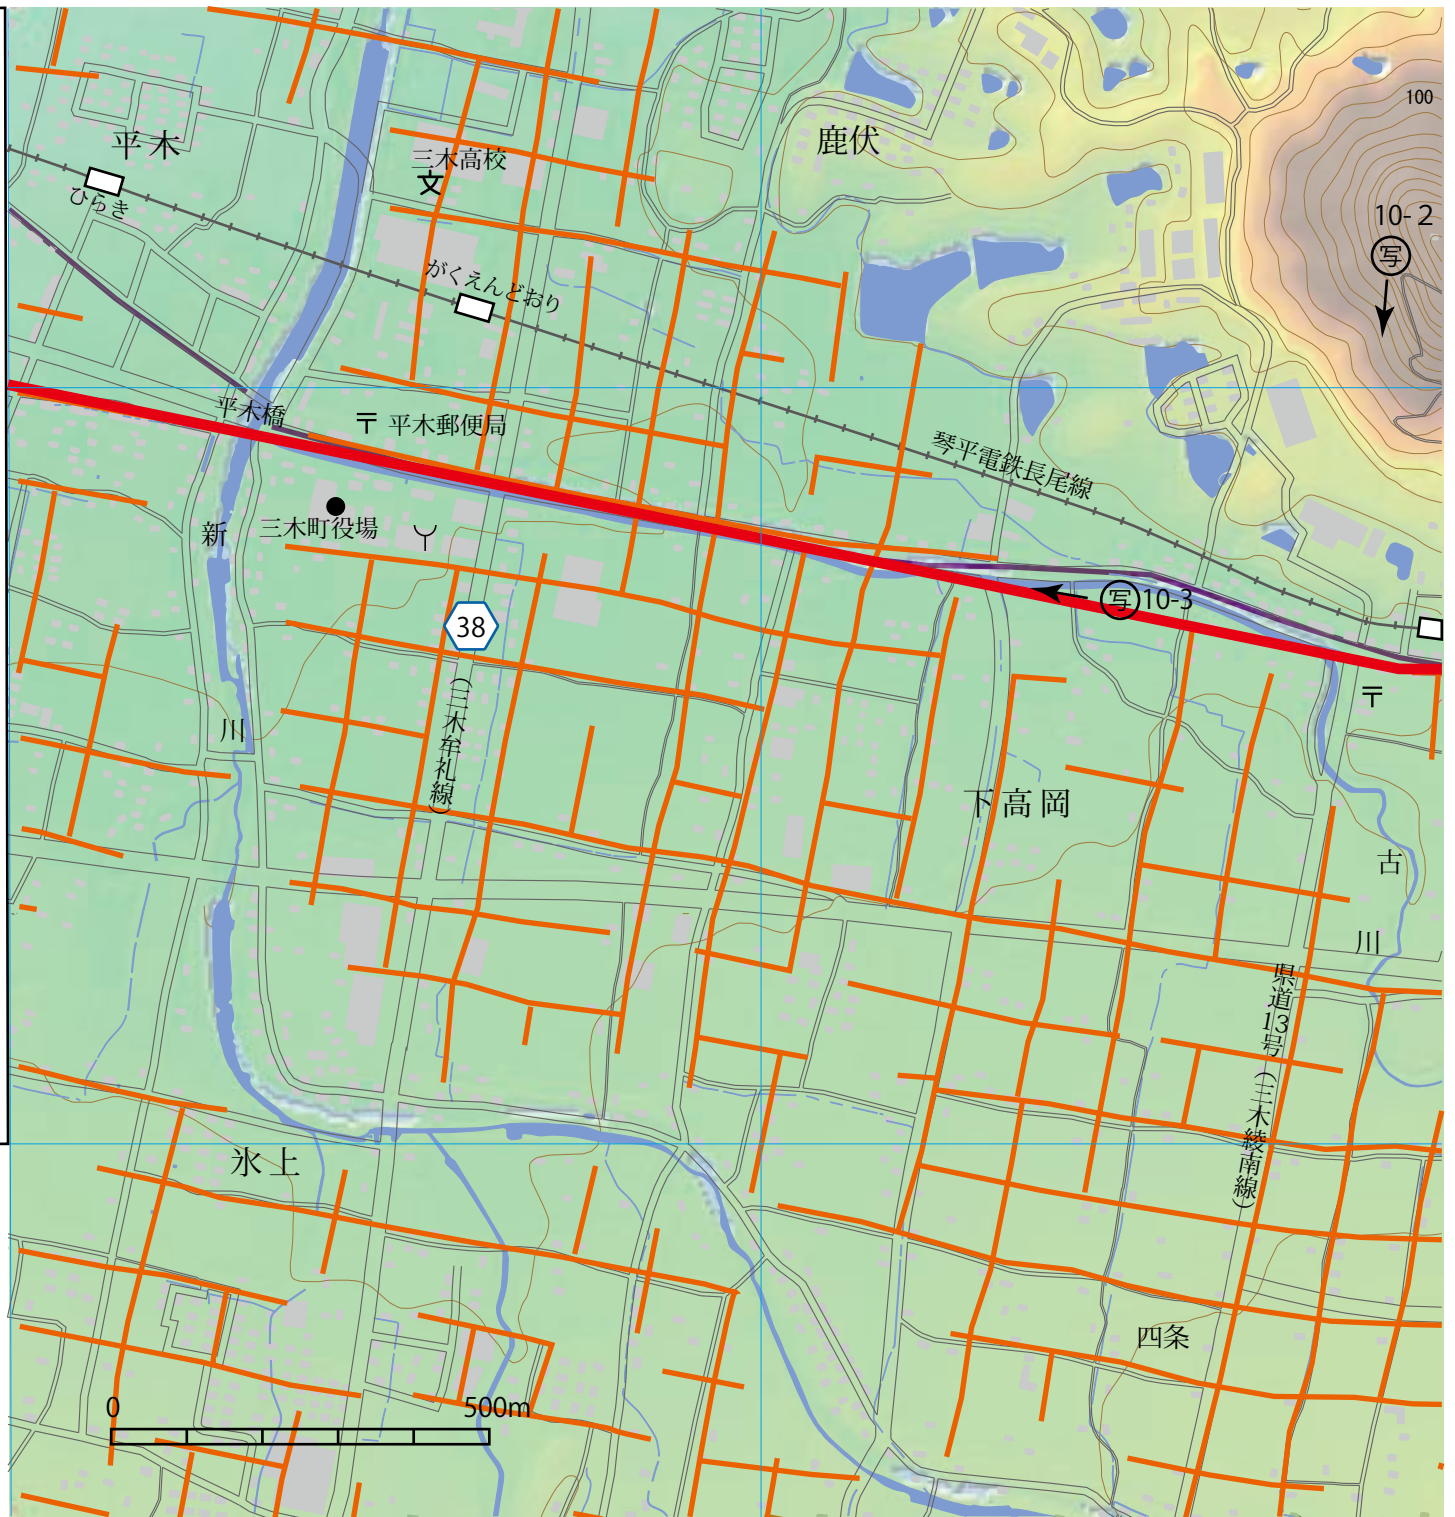 100
平木
鹿伏
三木高校
文
ひらき
10-2
写
がくえんどおり
平木橋
〒 平木郵便局
琴平電鉄長尾線
三木町役場
新
川
写 10-3
38
(三木牟礼線)
〒
下高岡
古
川
県道13号(三木綾南線)
氷上
四条
0
500m